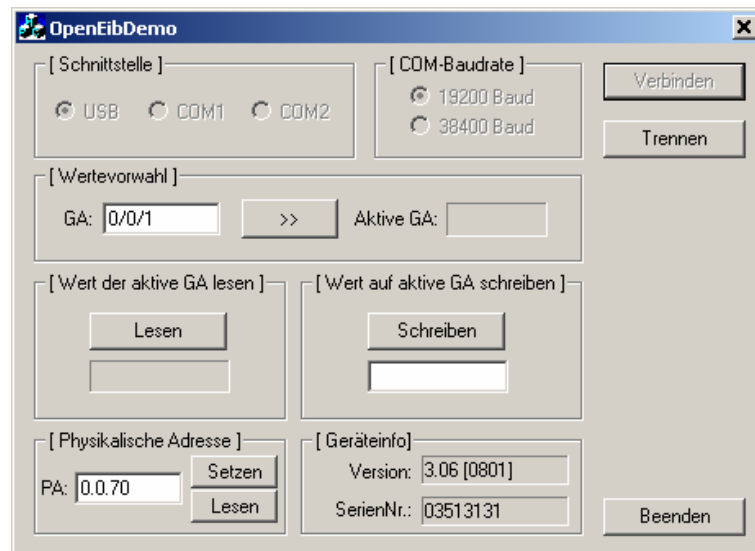 OpenEibDemo
[ Schnittstelle ]
USB COM1 COM2
[ COM-Baudrate ]
19200 Baud
38400 Baud
Verbinden
Trennen
[ Wertevorwahl ]
GA: 0/0/1 >> Aktive GA:
[ Wert der aktive GA lesen ]
Lesen
[ Wert auf aktive GA schreiben ]
Schreiben
[ Physikalische Adresse ]
PA: 0.0.70
Setzen
Lesen
[ Geräteinfo]
Version: 3.06 [0801]
SerienNr.: 03513131
Beenden